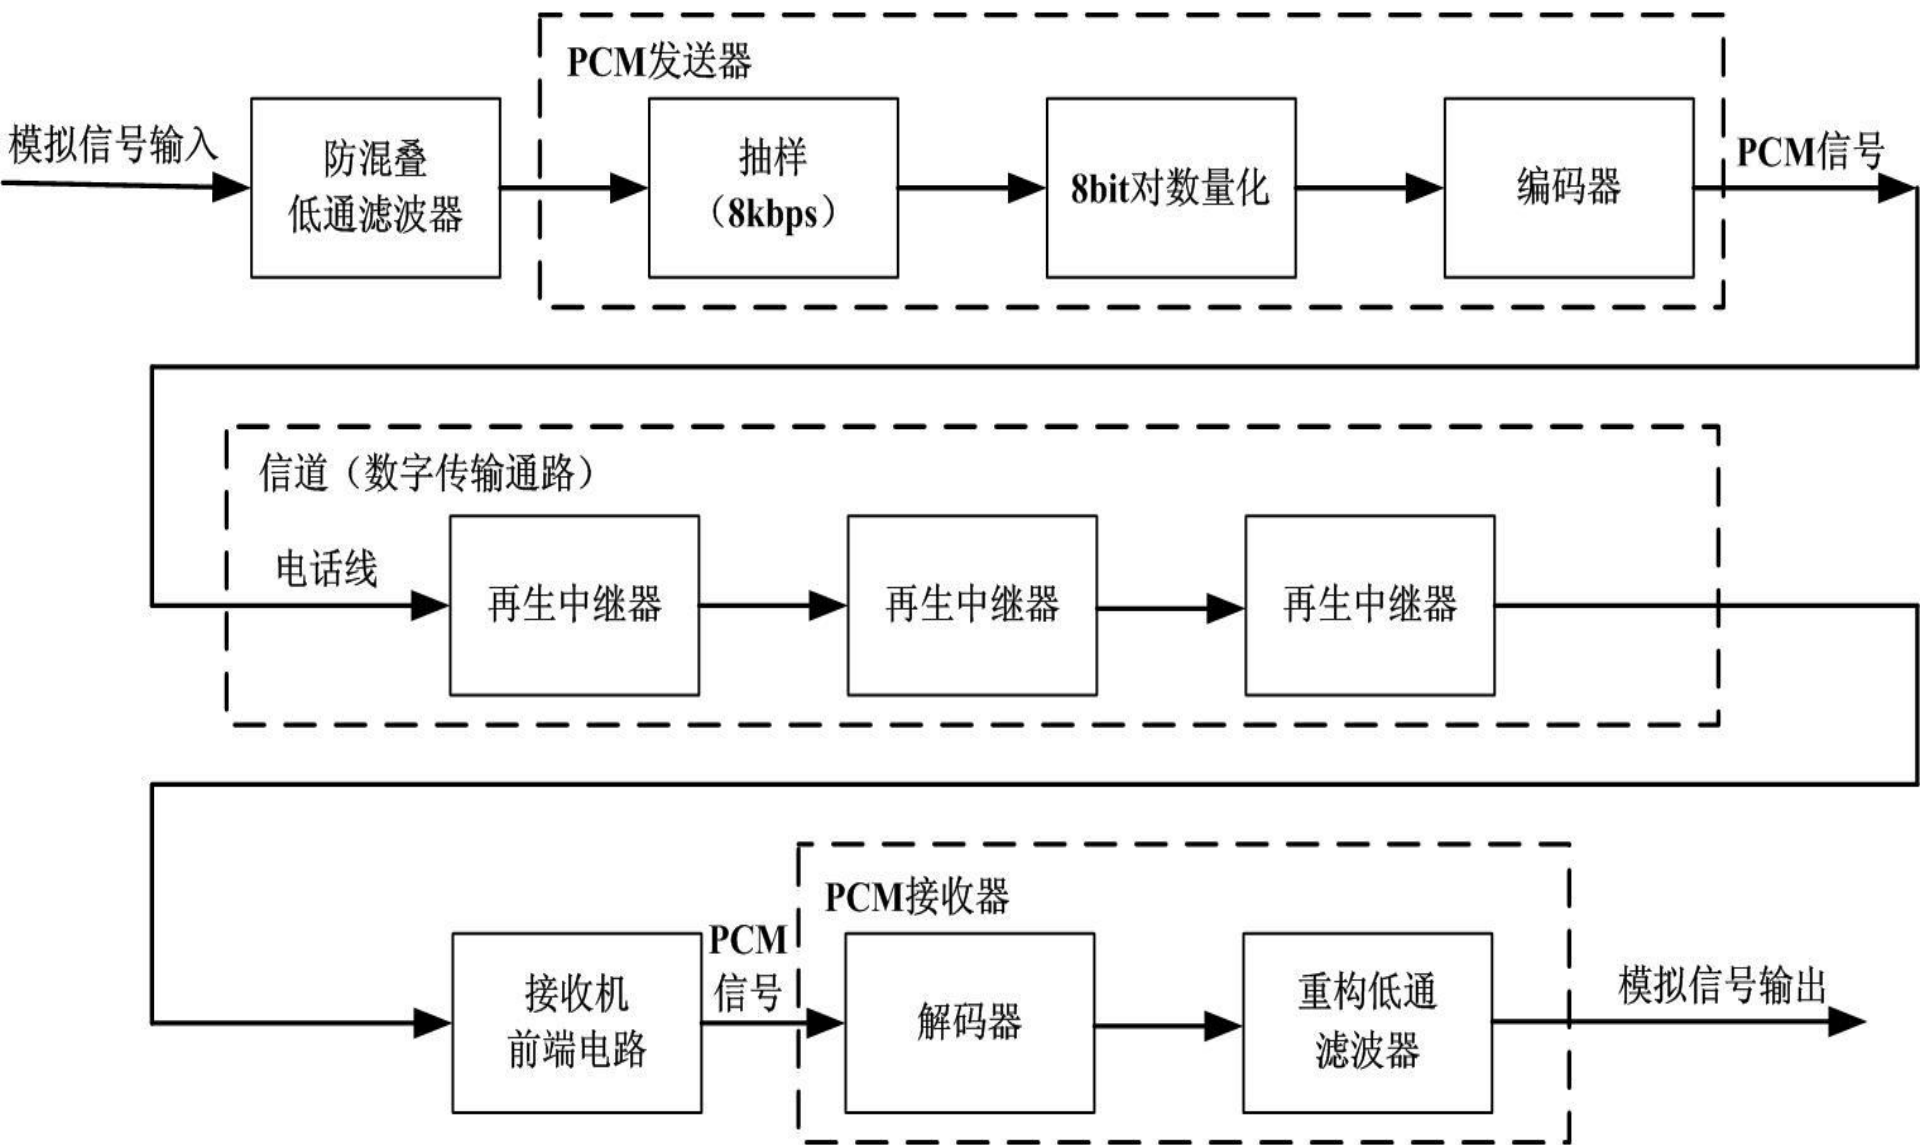 PCM发送器
模拟信号输入
防混叠
低通滤波器
抽样
（8kbps）
8bit对数量化
编码器
PCM信号
信道（数字传输通路）
电话线
再生中继器
再生中继器
再生中继器
PCM接收器
接收机
前端电路
PCM
信号
解码器
重构低通
滤波器
模拟信号输出